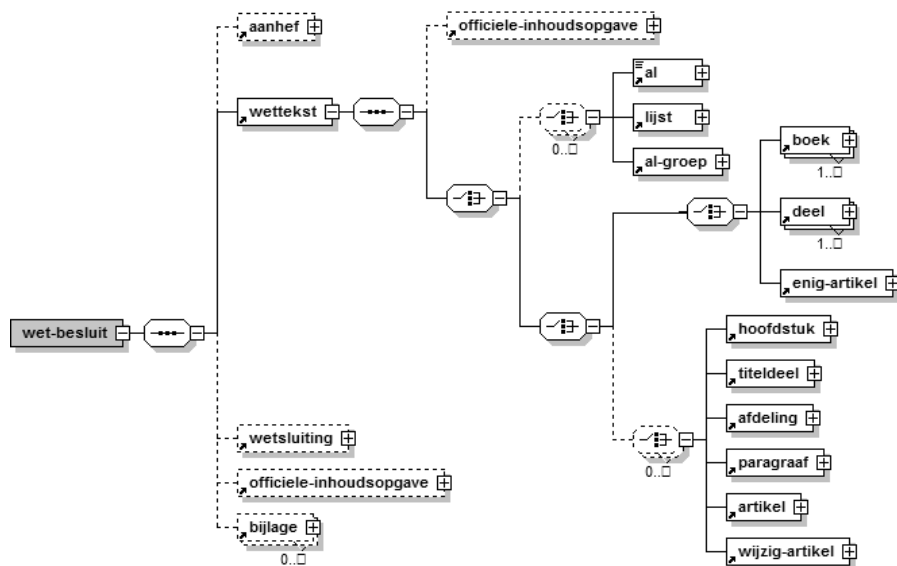 aanhef
officiele-inhoudsopgave
wettekst
al
0..□
lijst
al-groep
boek
1..□
deel
1..□
enig-artikel
wet-besluit
hoofdstuk
titeldeel
afdeling
0..□
paragraaf
artikel
wijzig-artikel
wetsluiting
officiele-inhoudsopgave
bijlage
0..□